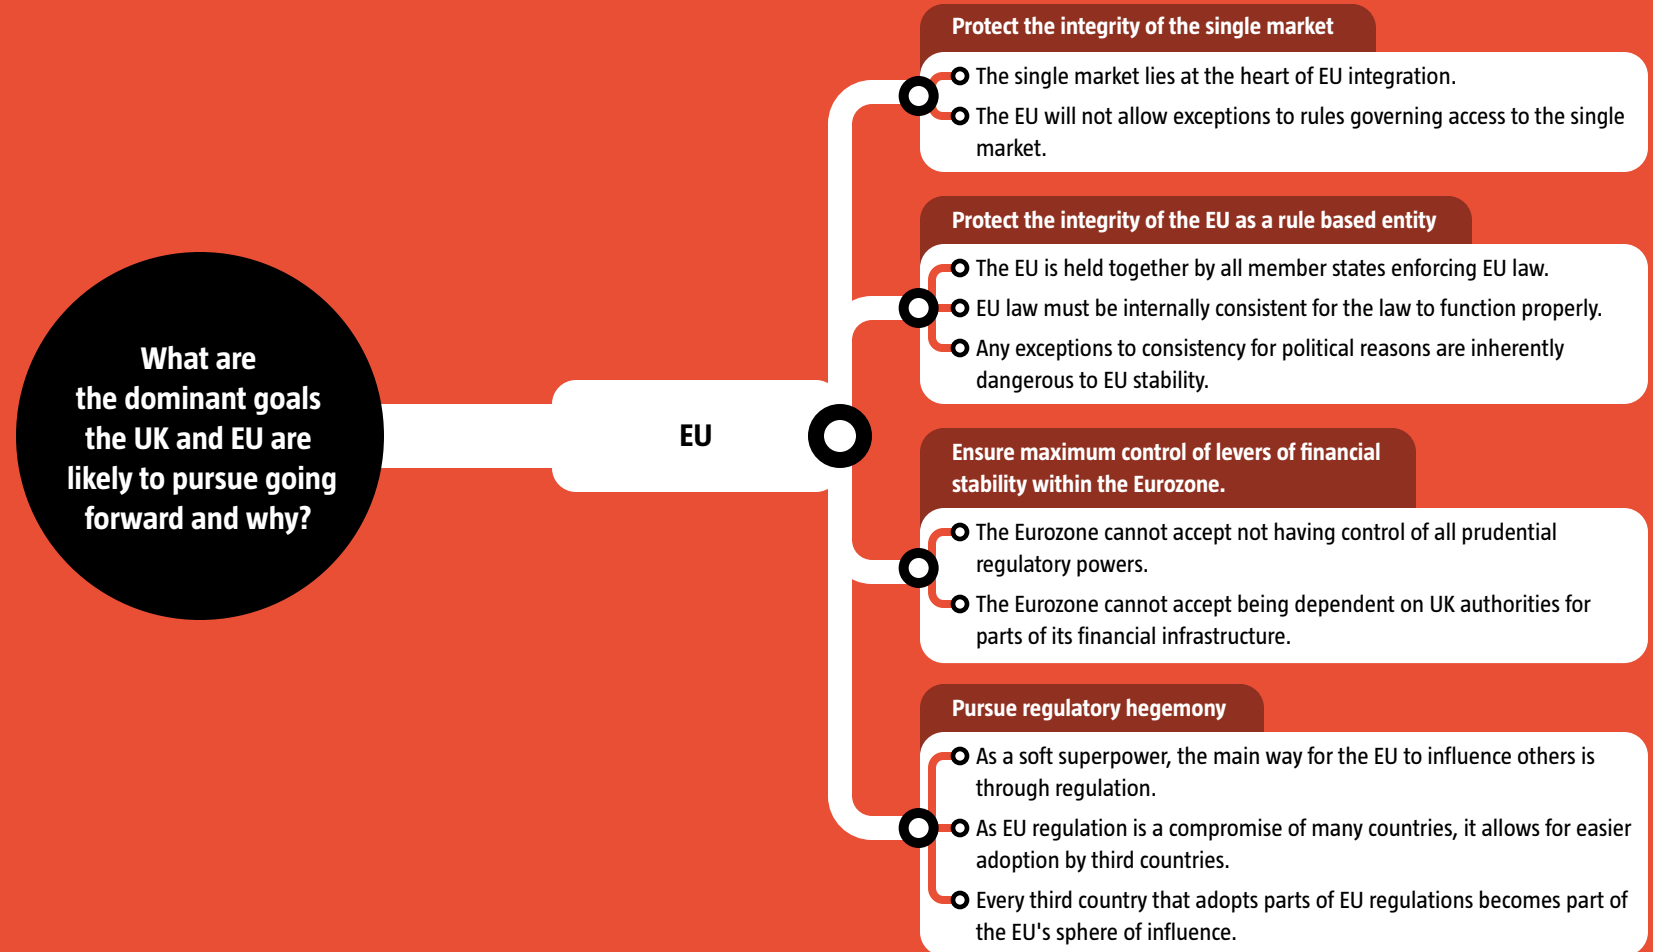 What are
the dominant goals
the UK and EU are
likely to pursue going
forward and why?
EU
Protect the integrity of the single market
The single market lies at the heart of EU integration.
The EU will not allow exceptions to rules governing access to the single
market.
Protect the integrity of the EU as a rule based entity
The EU is held together by all member states enforcing EU law.
EU law must be internally consistent for the law to function properly.
Any exceptions to consistency for political reasons are inherently
dangerous to EU stability.
Ensure maximum control of levers of financial
stability within the Eurozone.
The Eurozone cannot accept not having control of all prudential
regulatory powers.
The Eurozone cannot accept being dependent on UK authorities for
parts of its financial infrastructure.
Pursue regulatory hegemony
As a soft superpower, the main way for the EU to influence others is
through regulation.
As EU regulation is a compromise of many countries, it allows for easier
adoption by third countries.
Every third country that adopts parts of EU regulations becomes part of
the EU's sphere of influence.